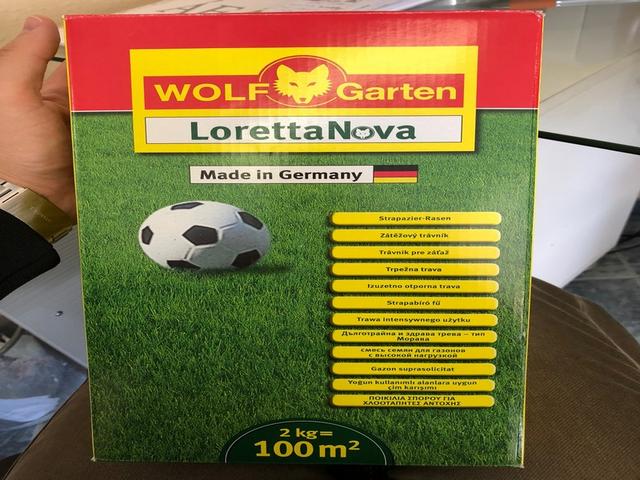 WOLF Garten
LorettaNova
Made in Germany
Strapazier-Rasen
Zátěžový trávník
Trávnik pre záťaž
Trpežna trava
Izuzetno otporna trava
Strapabíró fű
Trawa intensywnego użytku
Дълготрайна и здрава трева – тип
Морава
смесь семян для газонов
с высокой нагрузкой
Gazon suprasolicitat
Yoğun kullanımlı alanlara uygun
çim karışımı
ΠΟΙΚΙΛΙΑ ΣΠΟΡΟΥ ΓΙΑ
ΧΛΟΟΤΑΠΗΤΕΣ ΑΝΤΟΧΗΣ
2 kg=
100 m²